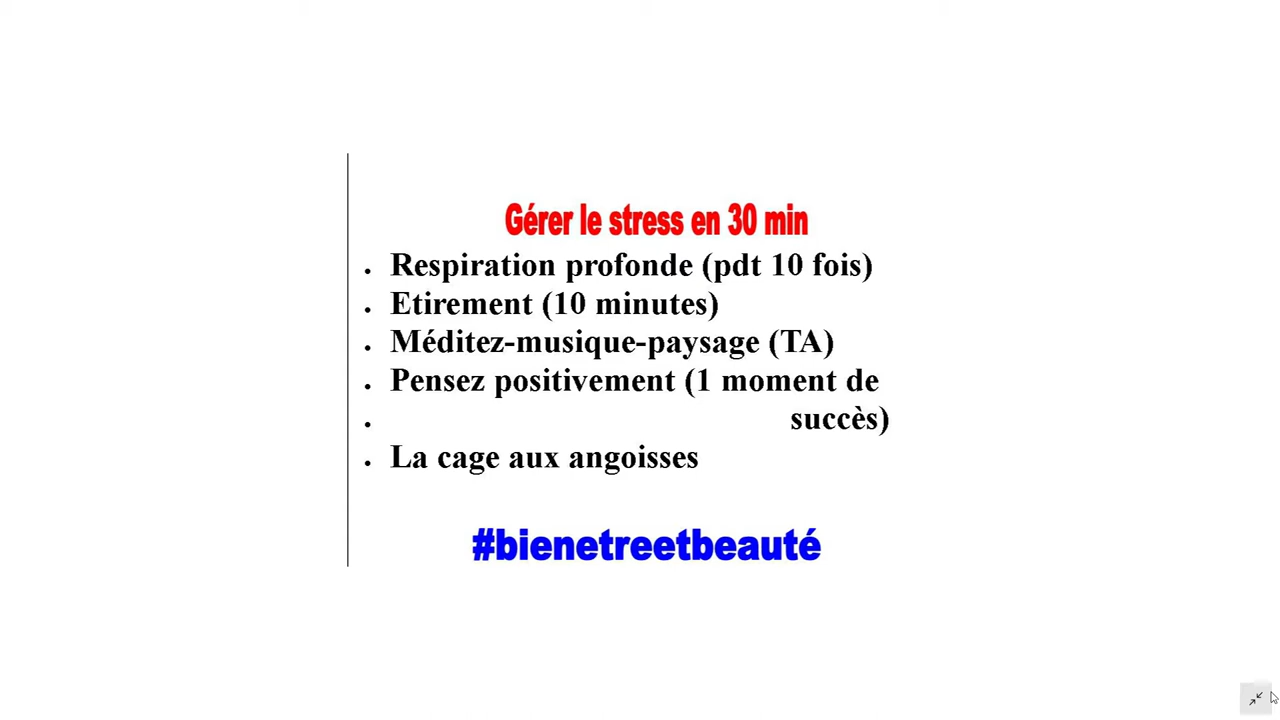 Gérer le stress en 30 min
• Respiration profonde (pdt 10 fois)
• Etirement (10 minutes)
• Méditez-musique-paysage (TA)
• Pensez positivement (1 moment de
• succès)
• La cage aux angoisses
#bienetreetbeauté